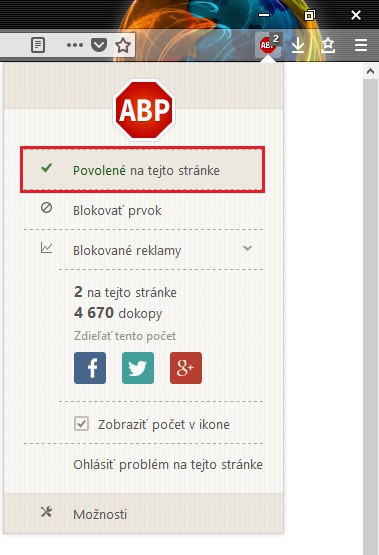 ABP 2
ABP
Povolené na tejto stránke
Blokovať prvok
Blokované reklamy
2 na tejto stránke
4 670 dokopy
Zdieľať tento počet
f g+
Zobraziť počet v ikone
Ohlásiť problém na tejto stránke
Možnosti